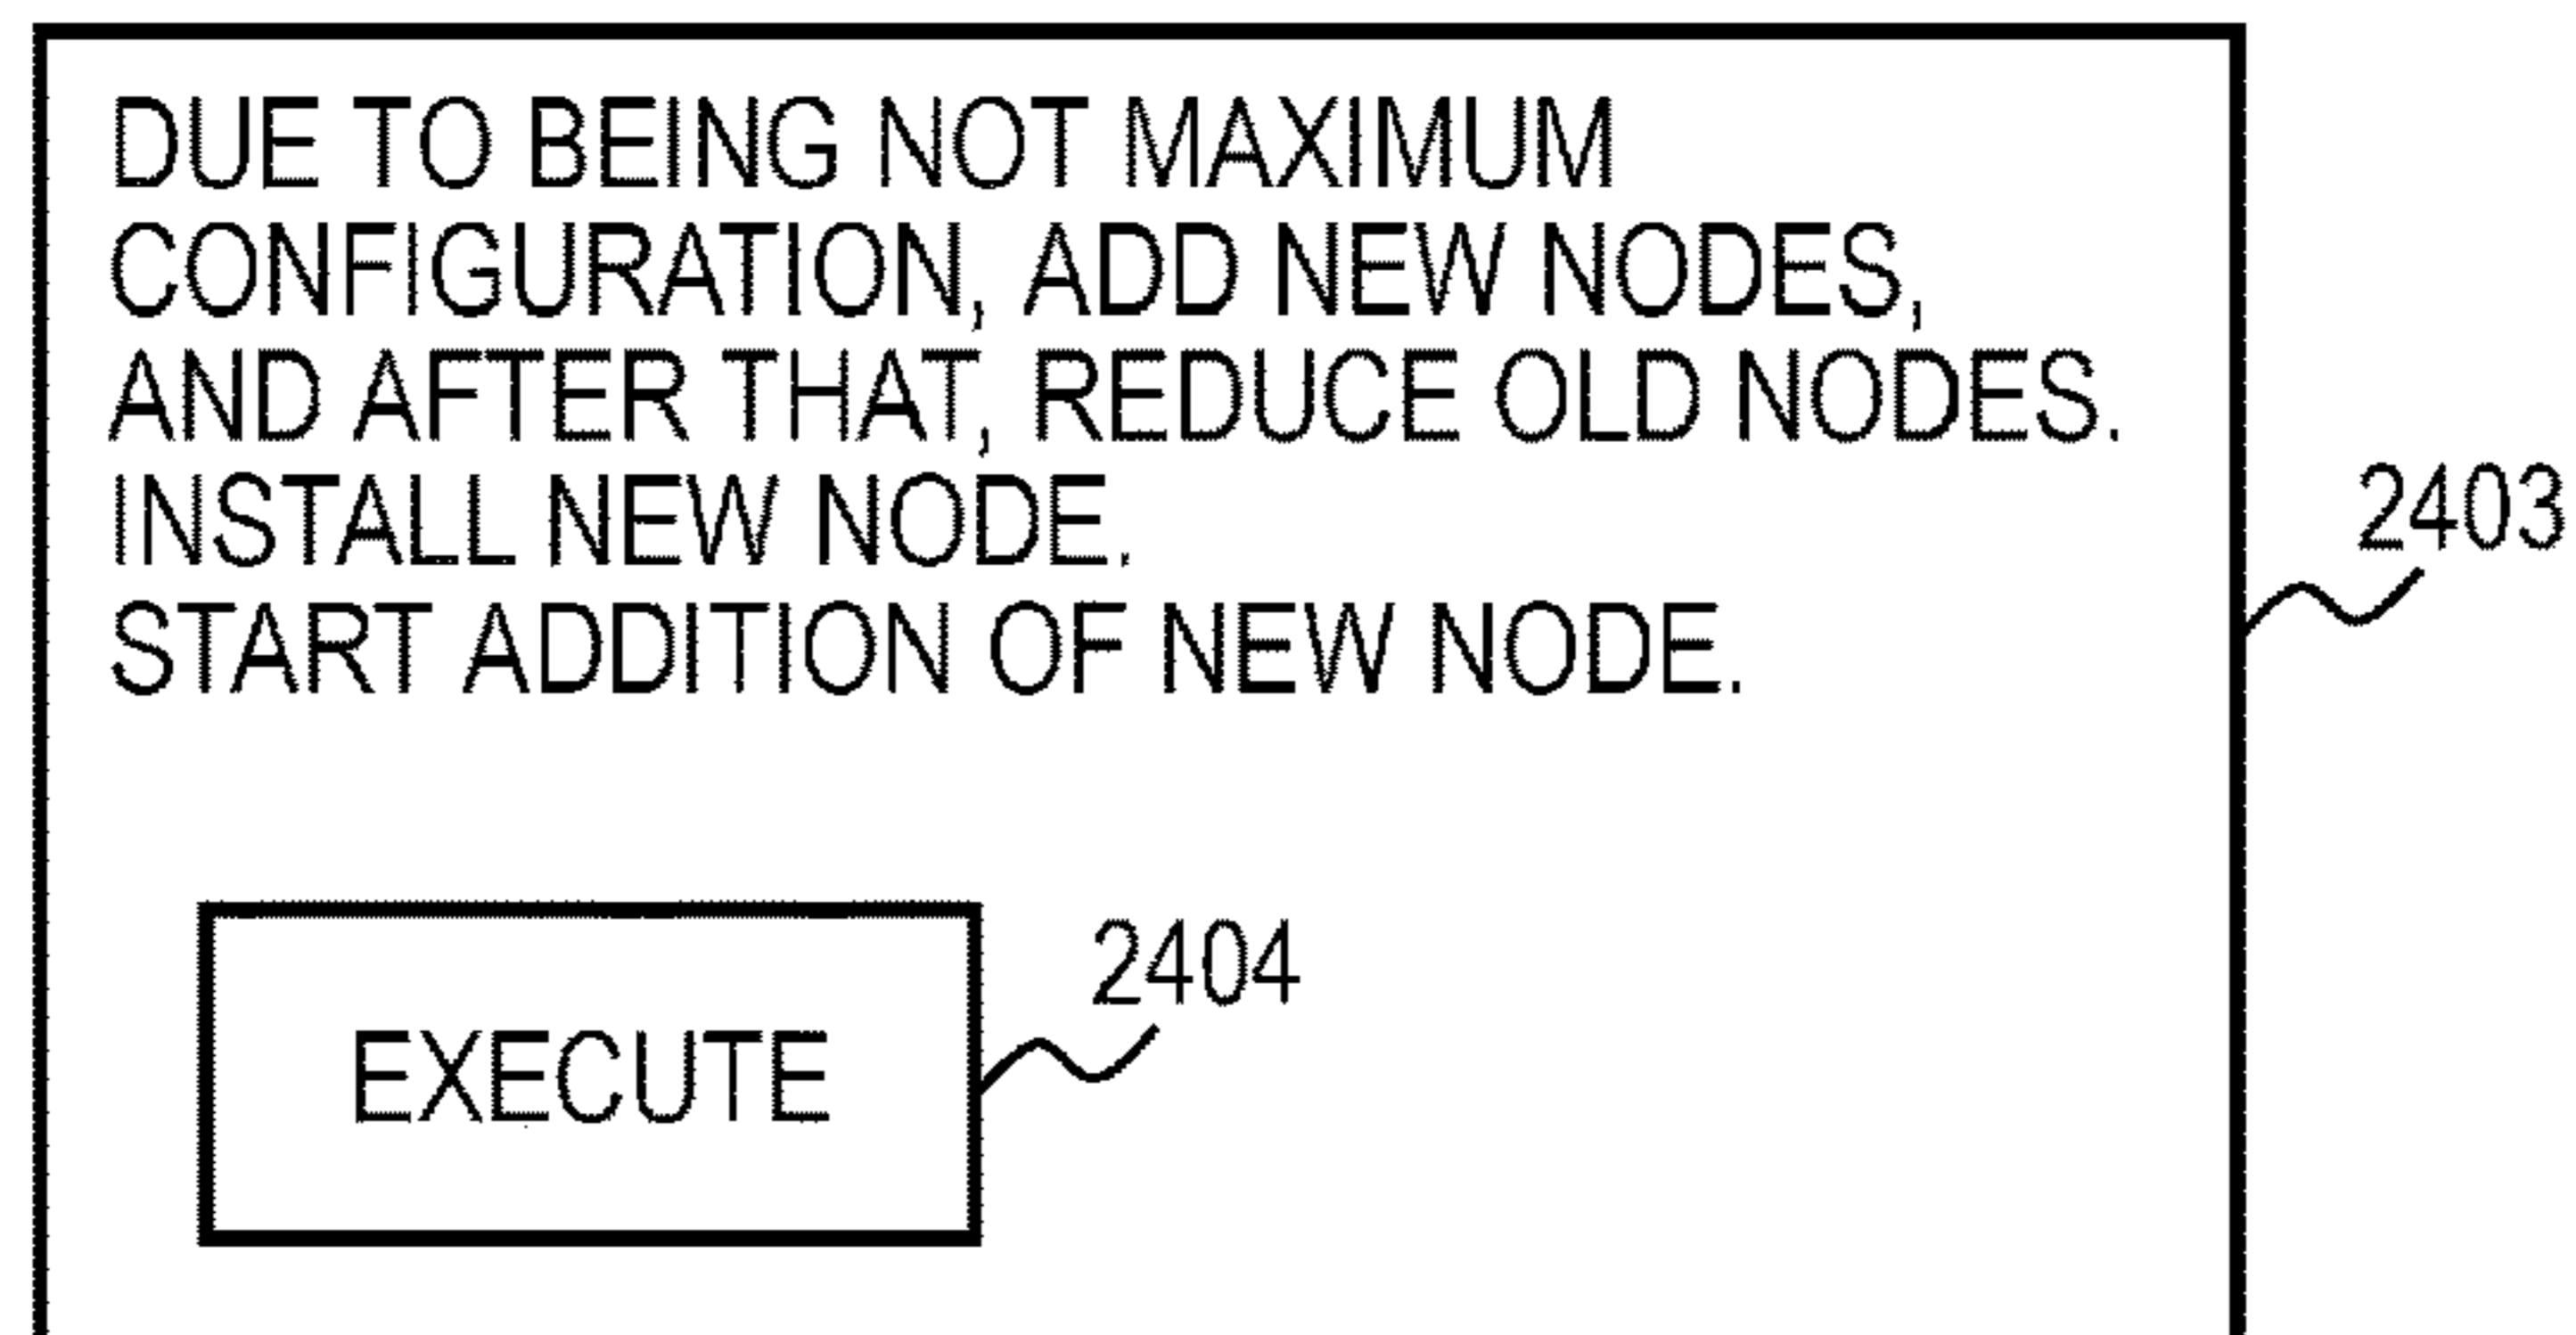 DUE TO BEING NOT MAXIMUM
CONFIGURATION, ADD NEW NODES,
AND AFTER THAT, REDUCE OLD NODES.
INSTALL NEW NODE.
START ADDITION OF NEW NODE.
2403
2404
EXECUTE